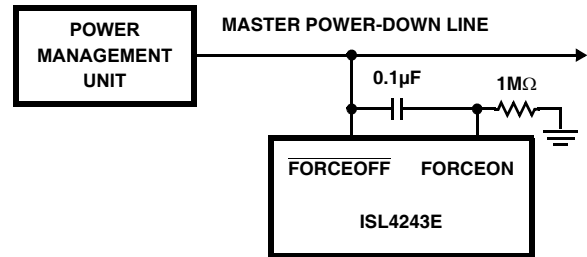 POWER
MANAGEMENT
UNIT
MASTER POWER-DOWN LINE
0.1µF
1MΩ
FORCEOFF FORCEON
ISL4243E